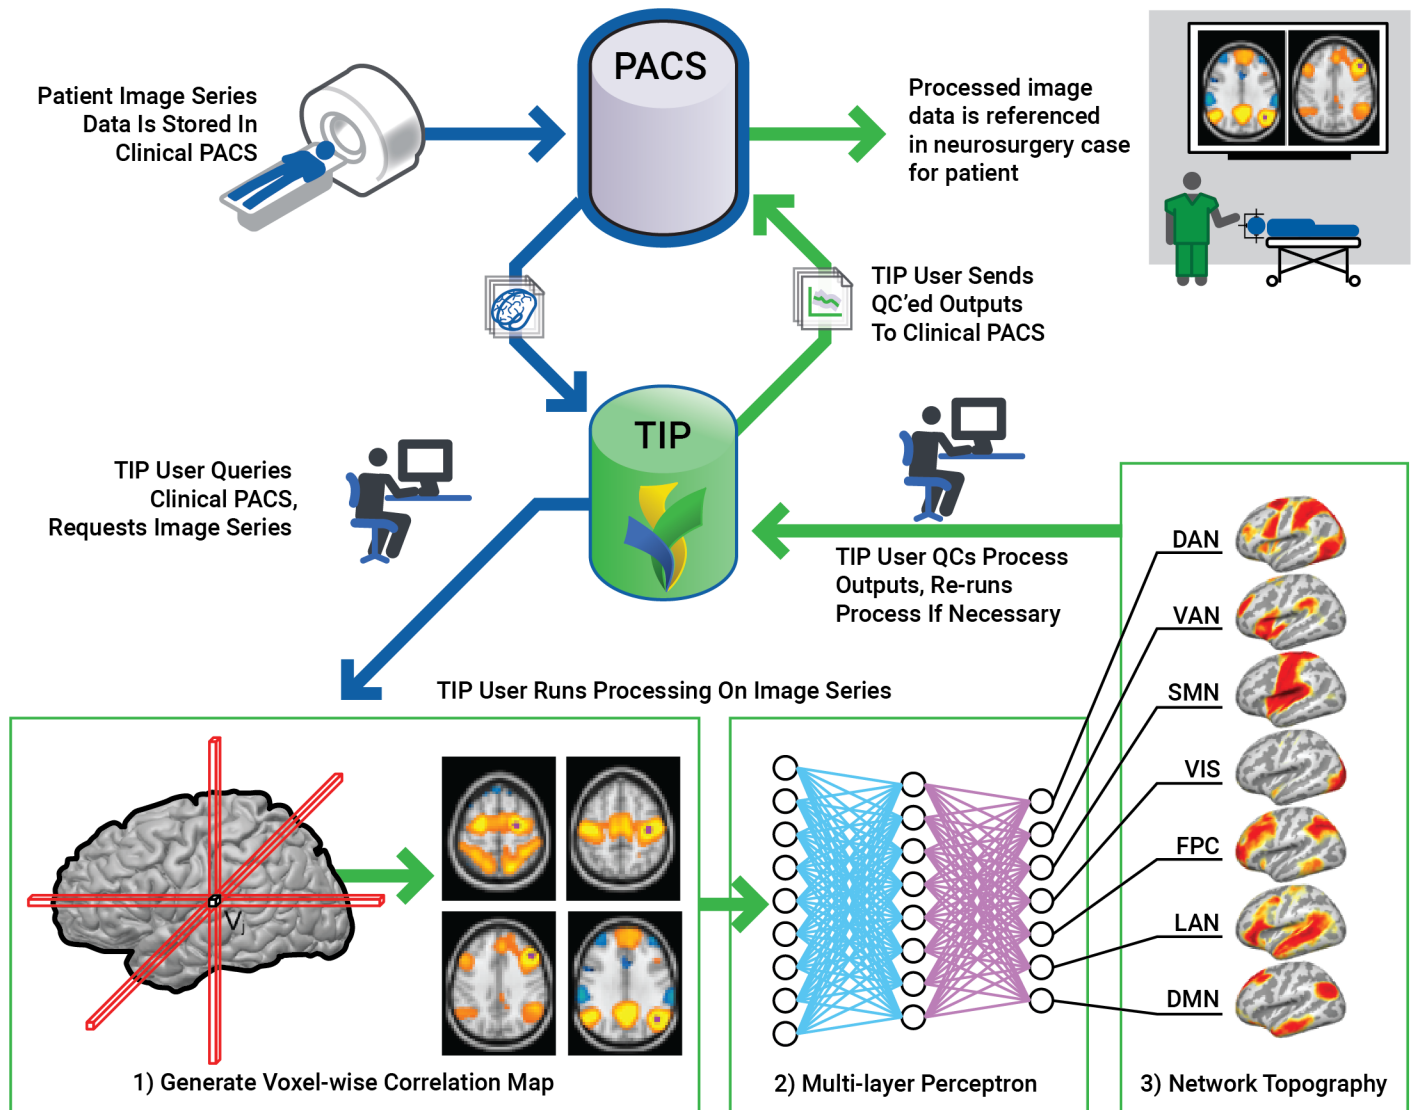 PACS
Patient Image Series
Data Is Stored In
Clinical PACS
Processed image
data is referenced
in neurosurgery case
for patient
TIP User Sends
QC'ed Outputs
To Clinical PACS
TIP
TIP User Queries
Clinical PACS,
Requests Image Series
TIP User QCs Process
Outputs, Re-runs
Process If Necessary
TIP User Runs Processing On Image Series
DAN
VAN
SMN
VIS
FPC
LAN
DMN
Vj
1) Generate Voxel-wise Correlation Map
2) Multi-layer Perceptron
3) Network Topography